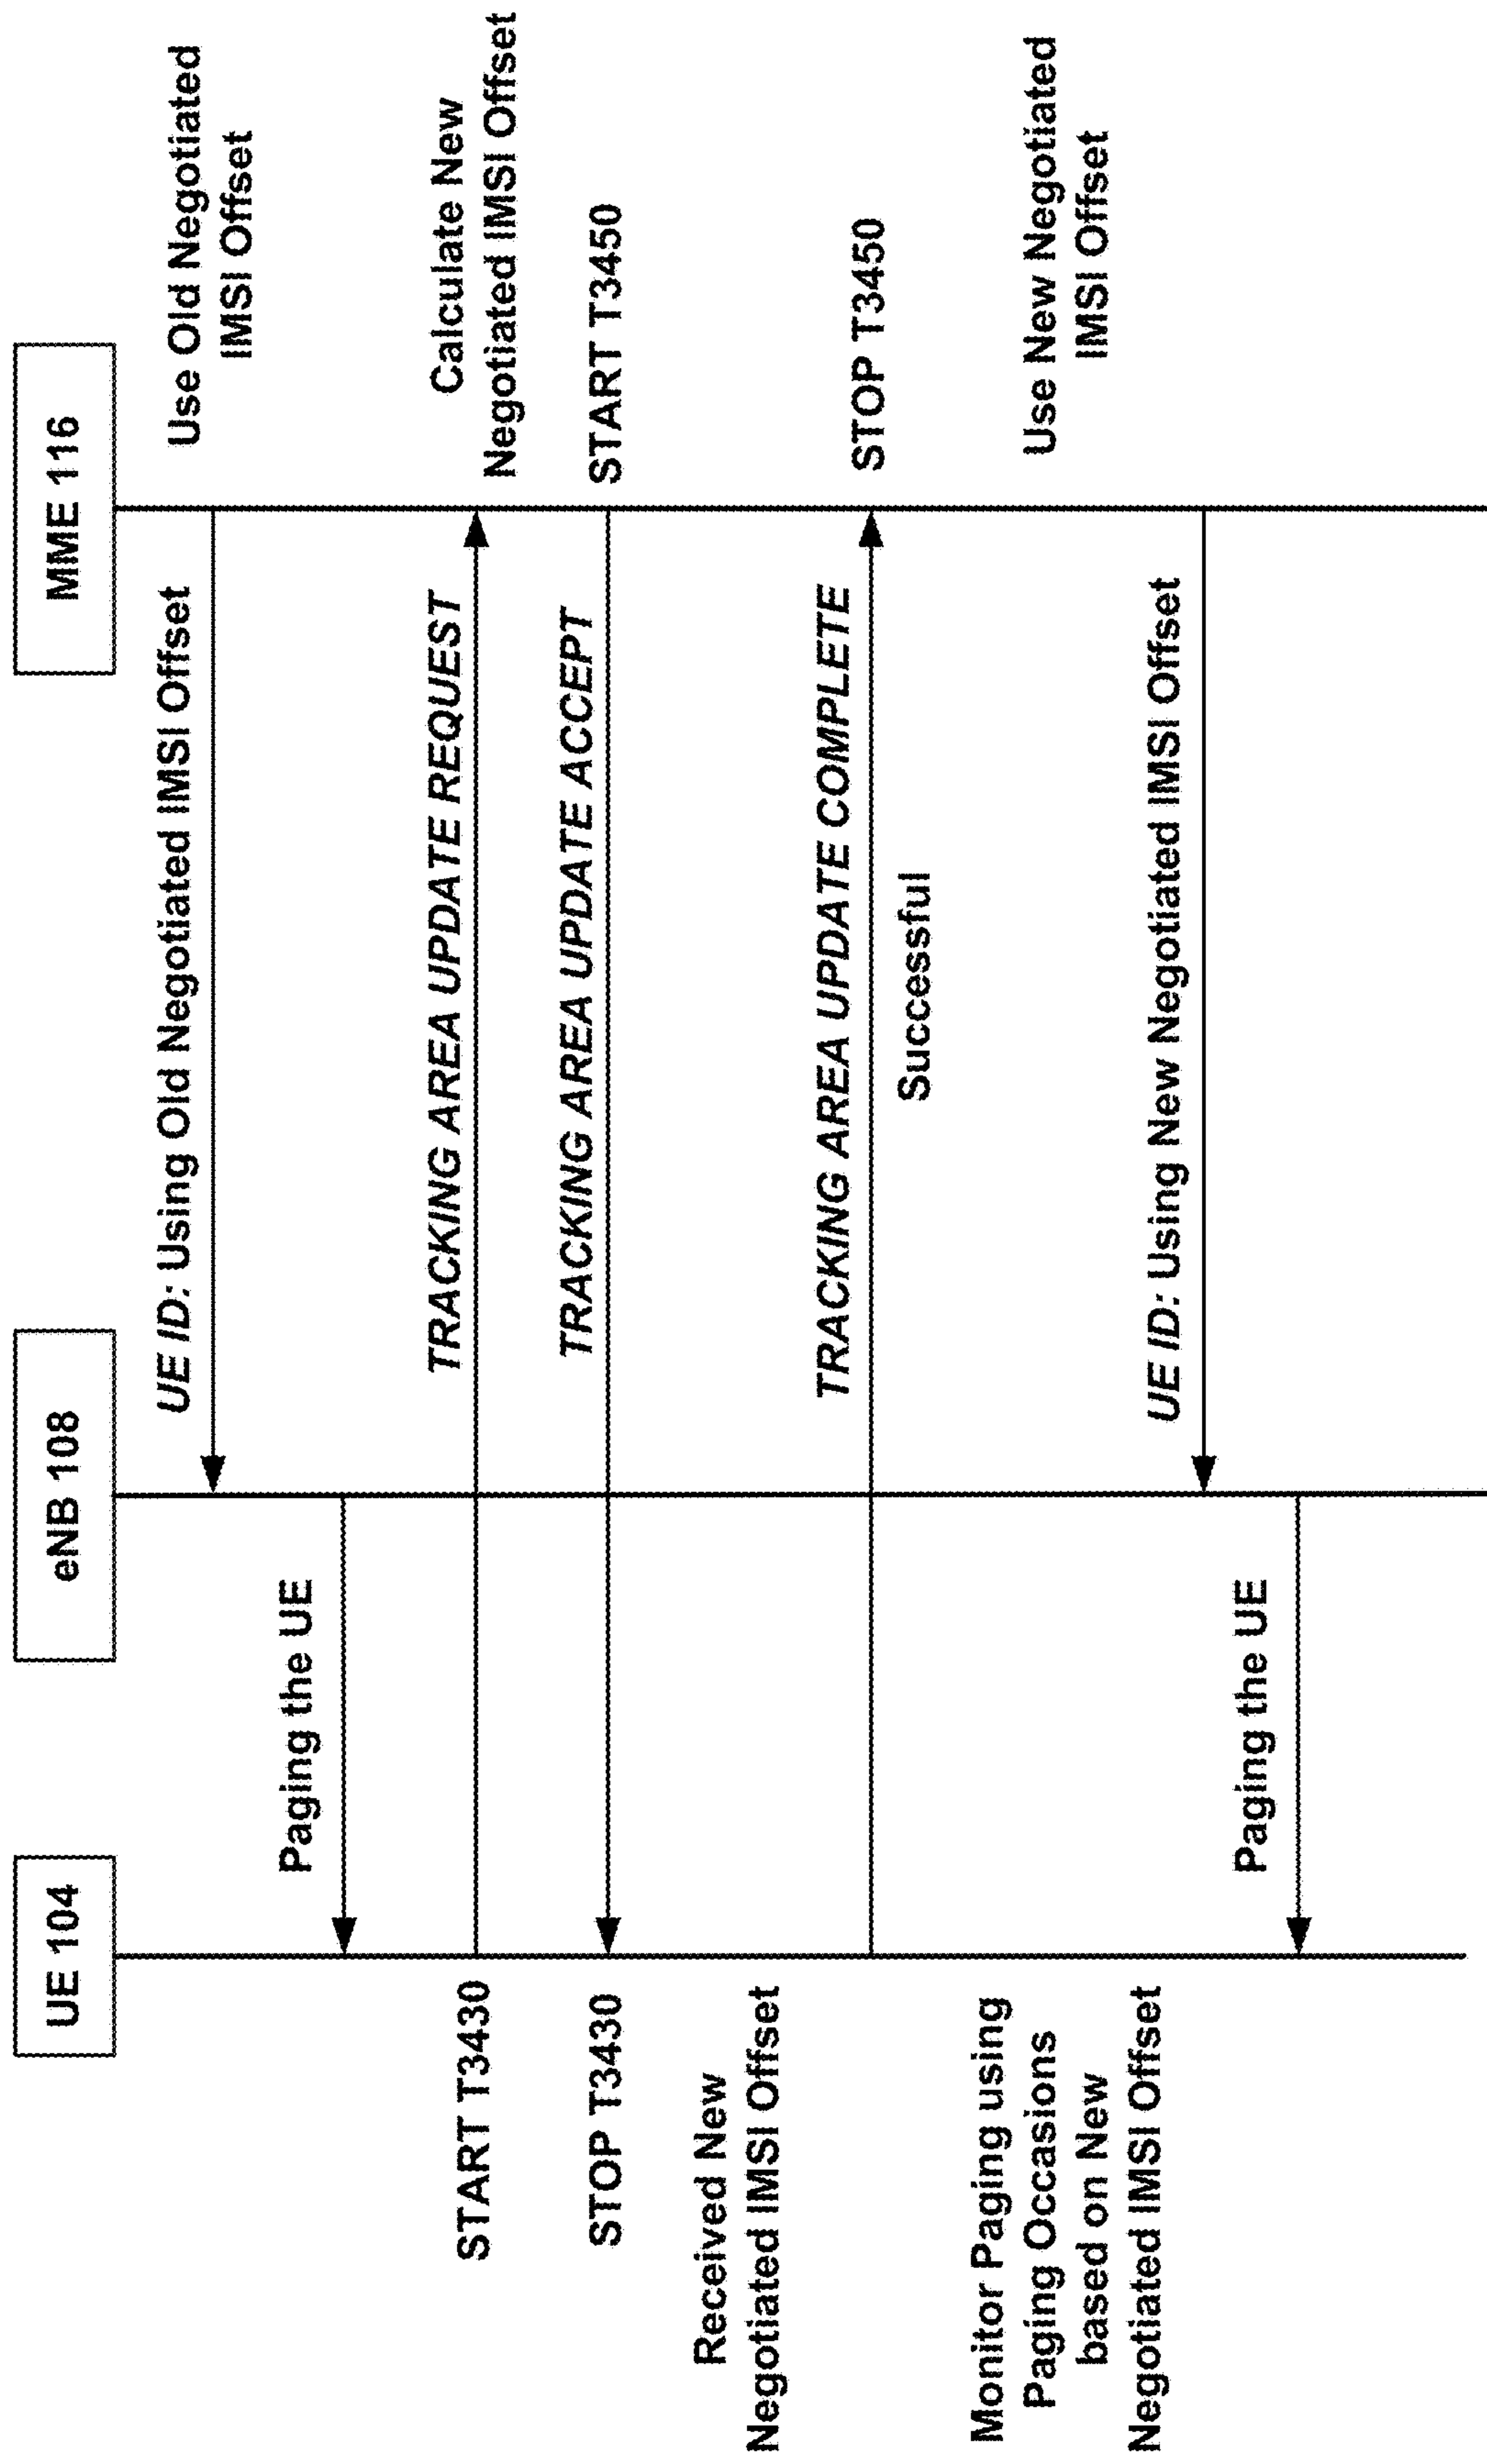 UE 104
eNB 108
MME 116
UE ID: Using Old Negotiated IMSI Offset
Use Old Negotiated
IMSI Offset
Paging the UE
START T3430
TRACKING AREA UPDATE REQUEST
Calculate New
Negotiated IMSI Offset
STOP T3430
TRACKING AREA UPDATE ACCEPT
START T3450
Received New
Negotiated IMSI Offset
TRACKING AREA UPDATE COMPLETE
STOP T3450
Successful
Monitor Paging using
Paging Occasions
based on New
Negotiated IMSI Offset
Use New Negotiated
IMSI Offset
UE ID: Using New Negotiated IMSI Offset
Paging the UE